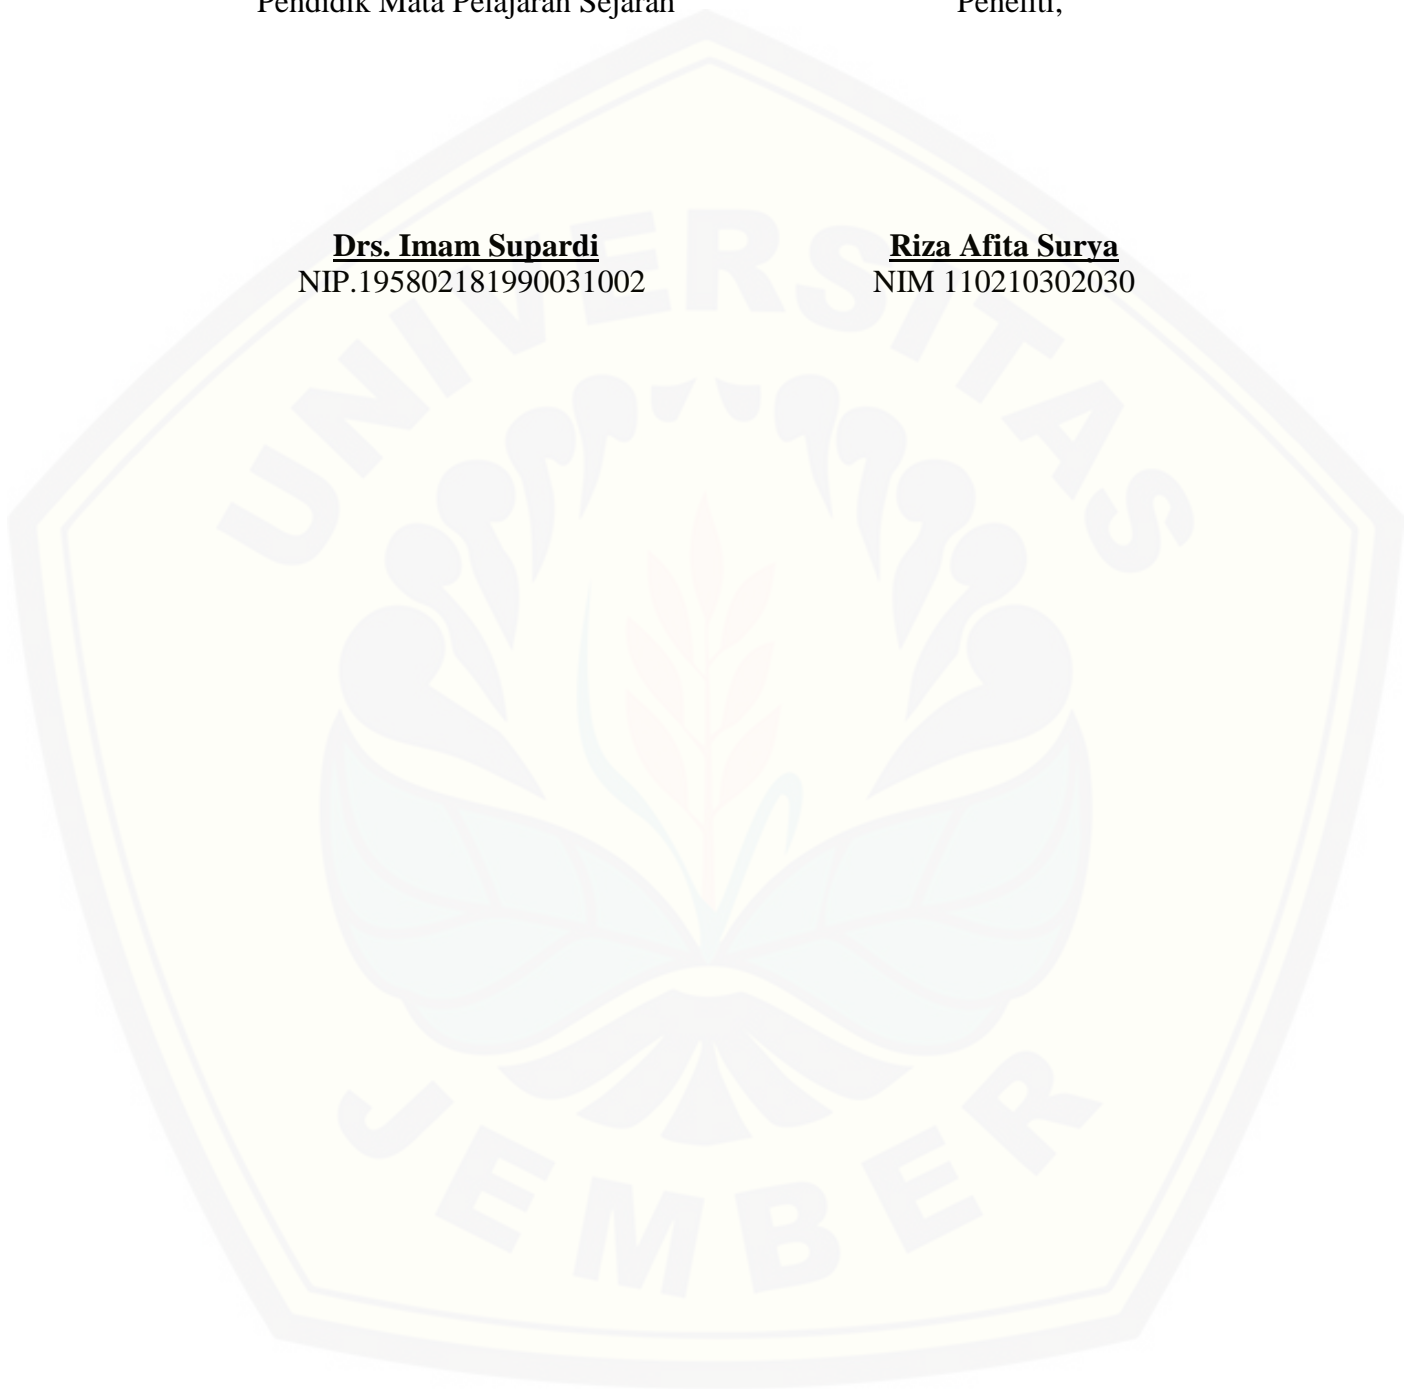 Pendidik Mata Pelajaran Sejarah Peneliti,
Drs. Imam Supardi Riza Afita Surya
NIP.195802181990031002 NIM 110210302030
UNIVERSITAS
JEMBER